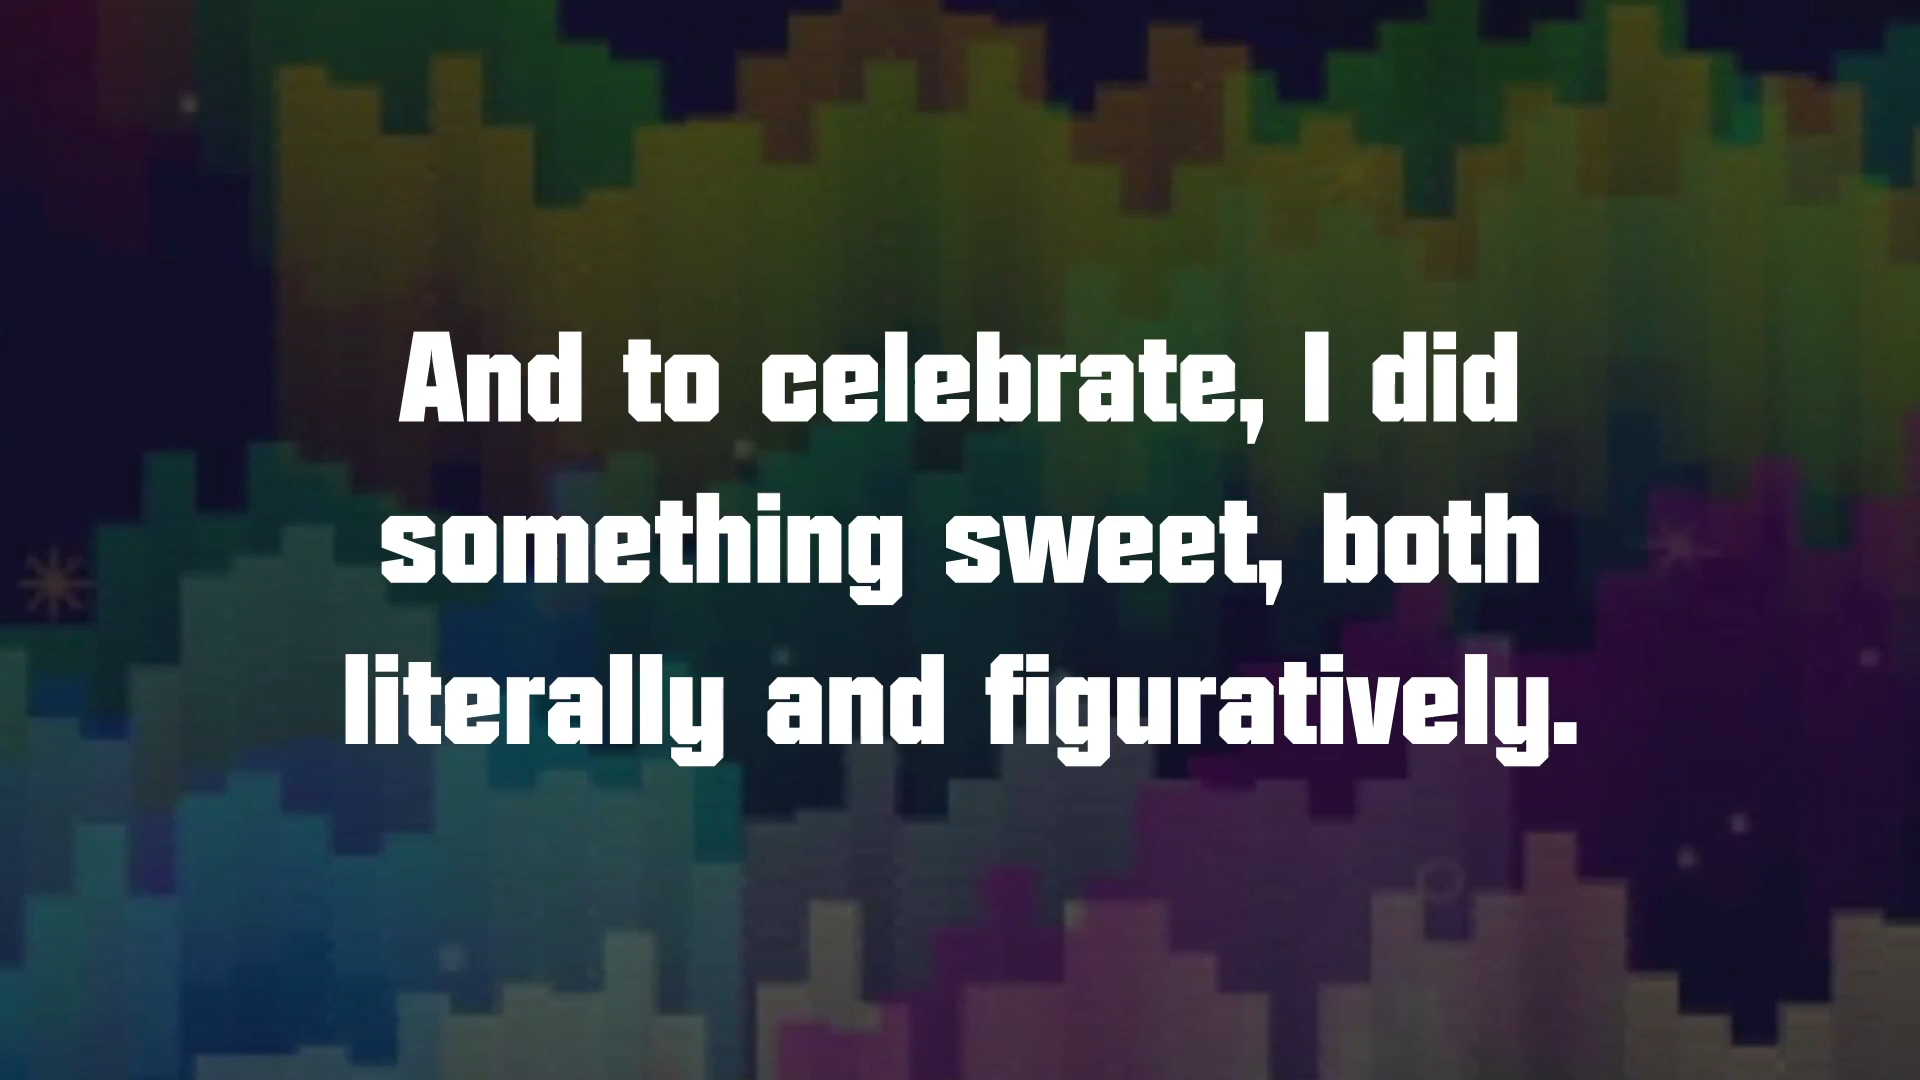 And to celebrate, I did
something sweet, both
literally and figuratively.